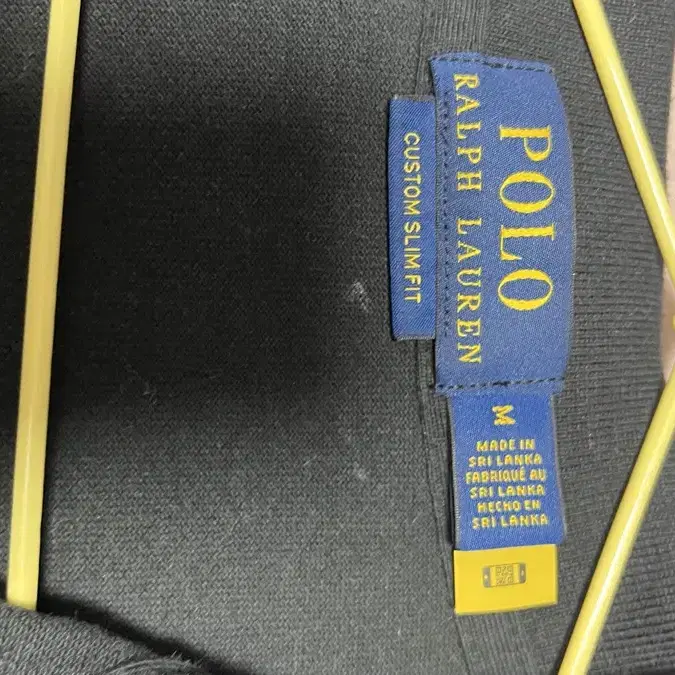 POLO
RALPH LAUREN
CUSTOM SLIM FIT
M
MADE IN
SRI LANKA
FABRIQUÉ AU
SRI LANKA
HECHO EN
SRI LANKA